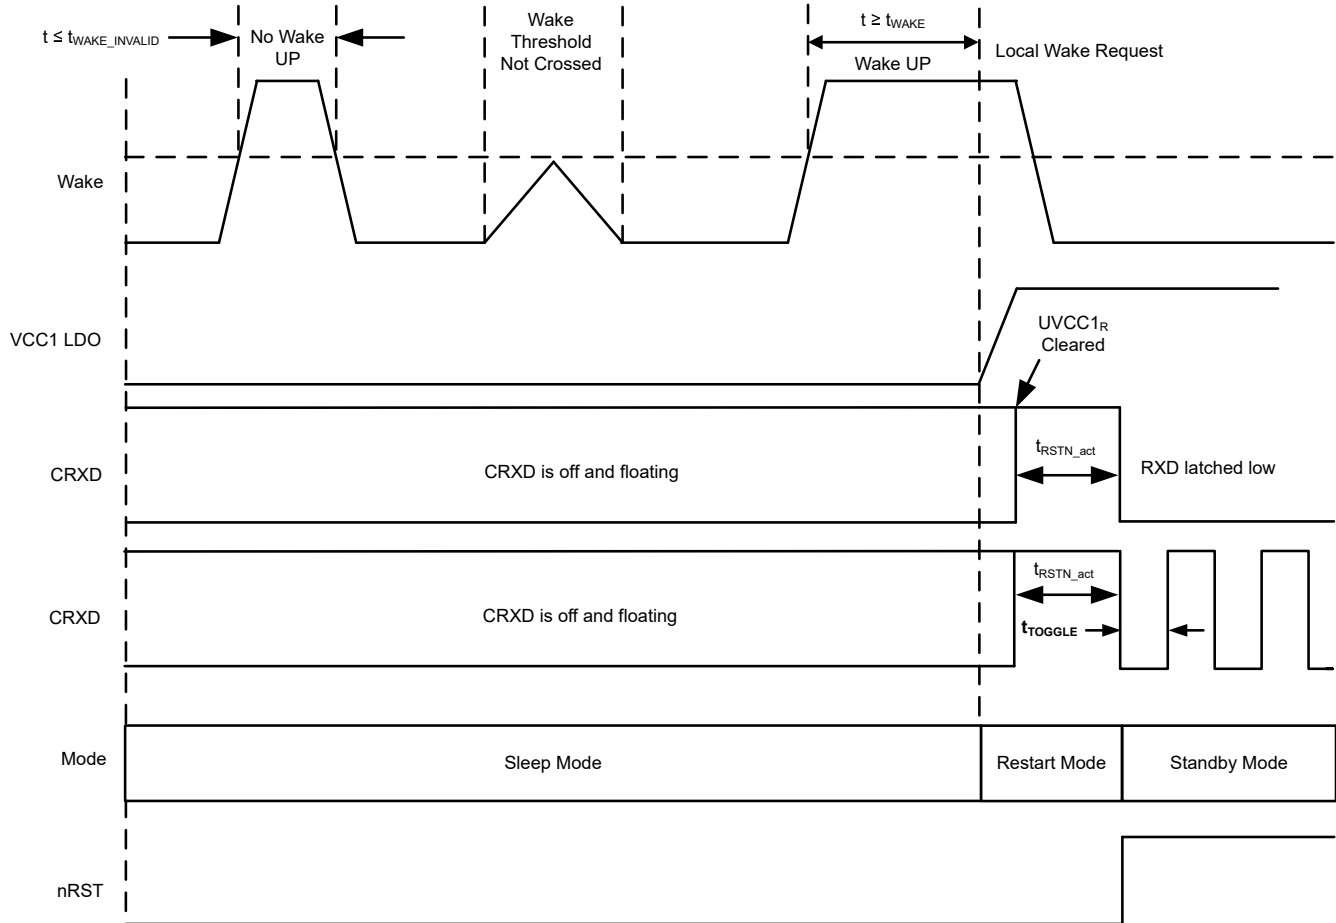 t ≤ tWAKE_INVALID
No Wake
UP
Wake
Threshold
Not Crossed
t ≥ tWAKE
Wake UP
Local Wake Request
Wake
VCC1 LDO
UVCC1R
Cleared
CRXD
CRXD is off and floating
tRSTN_act
RXD latched low
CRXD
CRXD is off and floating
tRSTN_act
tTOGGLE
Mode
Sleep Mode
Restart Mode
Standby Mode
nRST